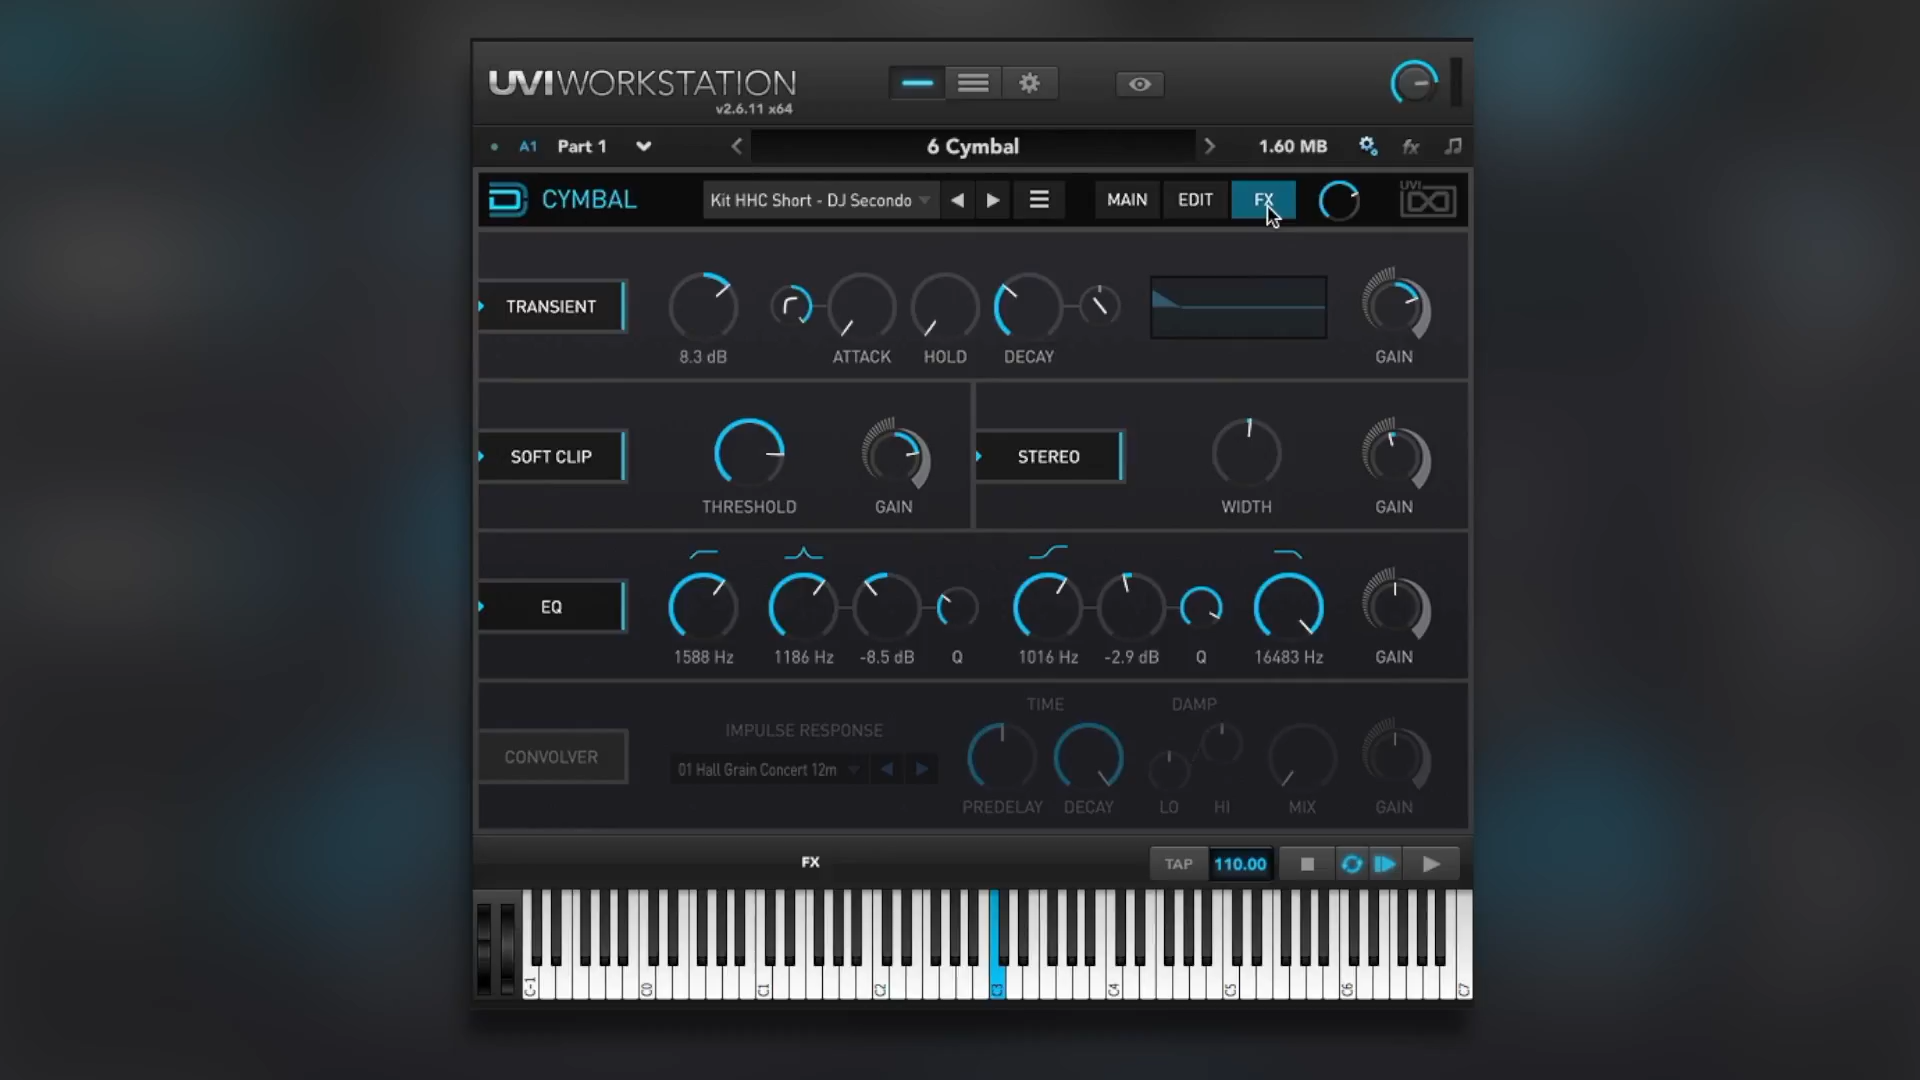 UVIWORKSTATION
v2.6.11 x64
A1 Part 1 6 Cymbal 1.60 MB fx
CYMBAL Kit HHC Short - DJ Secondo MAIN EDIT FX UVI
TRANSIENT 8.3 dB ATTACK HOLD DECAY GAIN
SOFT CLIP THRESHOLD GAIN STEREO WIDTH GAIN
EQ 1588 Hz 1186 Hz -8.5 dB Q 1016 Hz -2.9 dB Q 16483 Hz GAIN
TIME DAMP
IMPULSE RESPONSE
CONVOLVER 01 Hall Grain Concert 12m
PREDELAY DECAY LO HI MIX GAIN
FX TAP 110.00
C-1 C0 C1 C2 C3 C4 C5 C6 C7